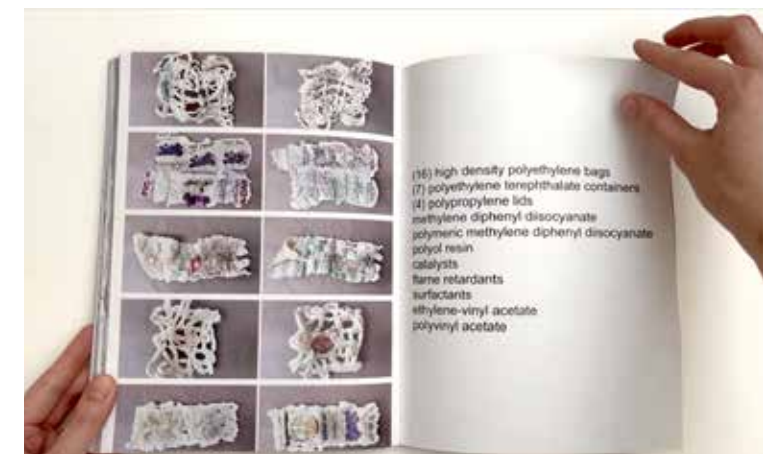 (16) high density polyethylene bags
(7) polyethylene terephthalate containers
(4) polypropylene lids
methylene diphenyl diisocyanate
polymeric methylene diphenyl diisocyanate
polyol resin
catalysts
flame retardants
surfactants
ethylene-vinyl acetate
polyvinyl acetate